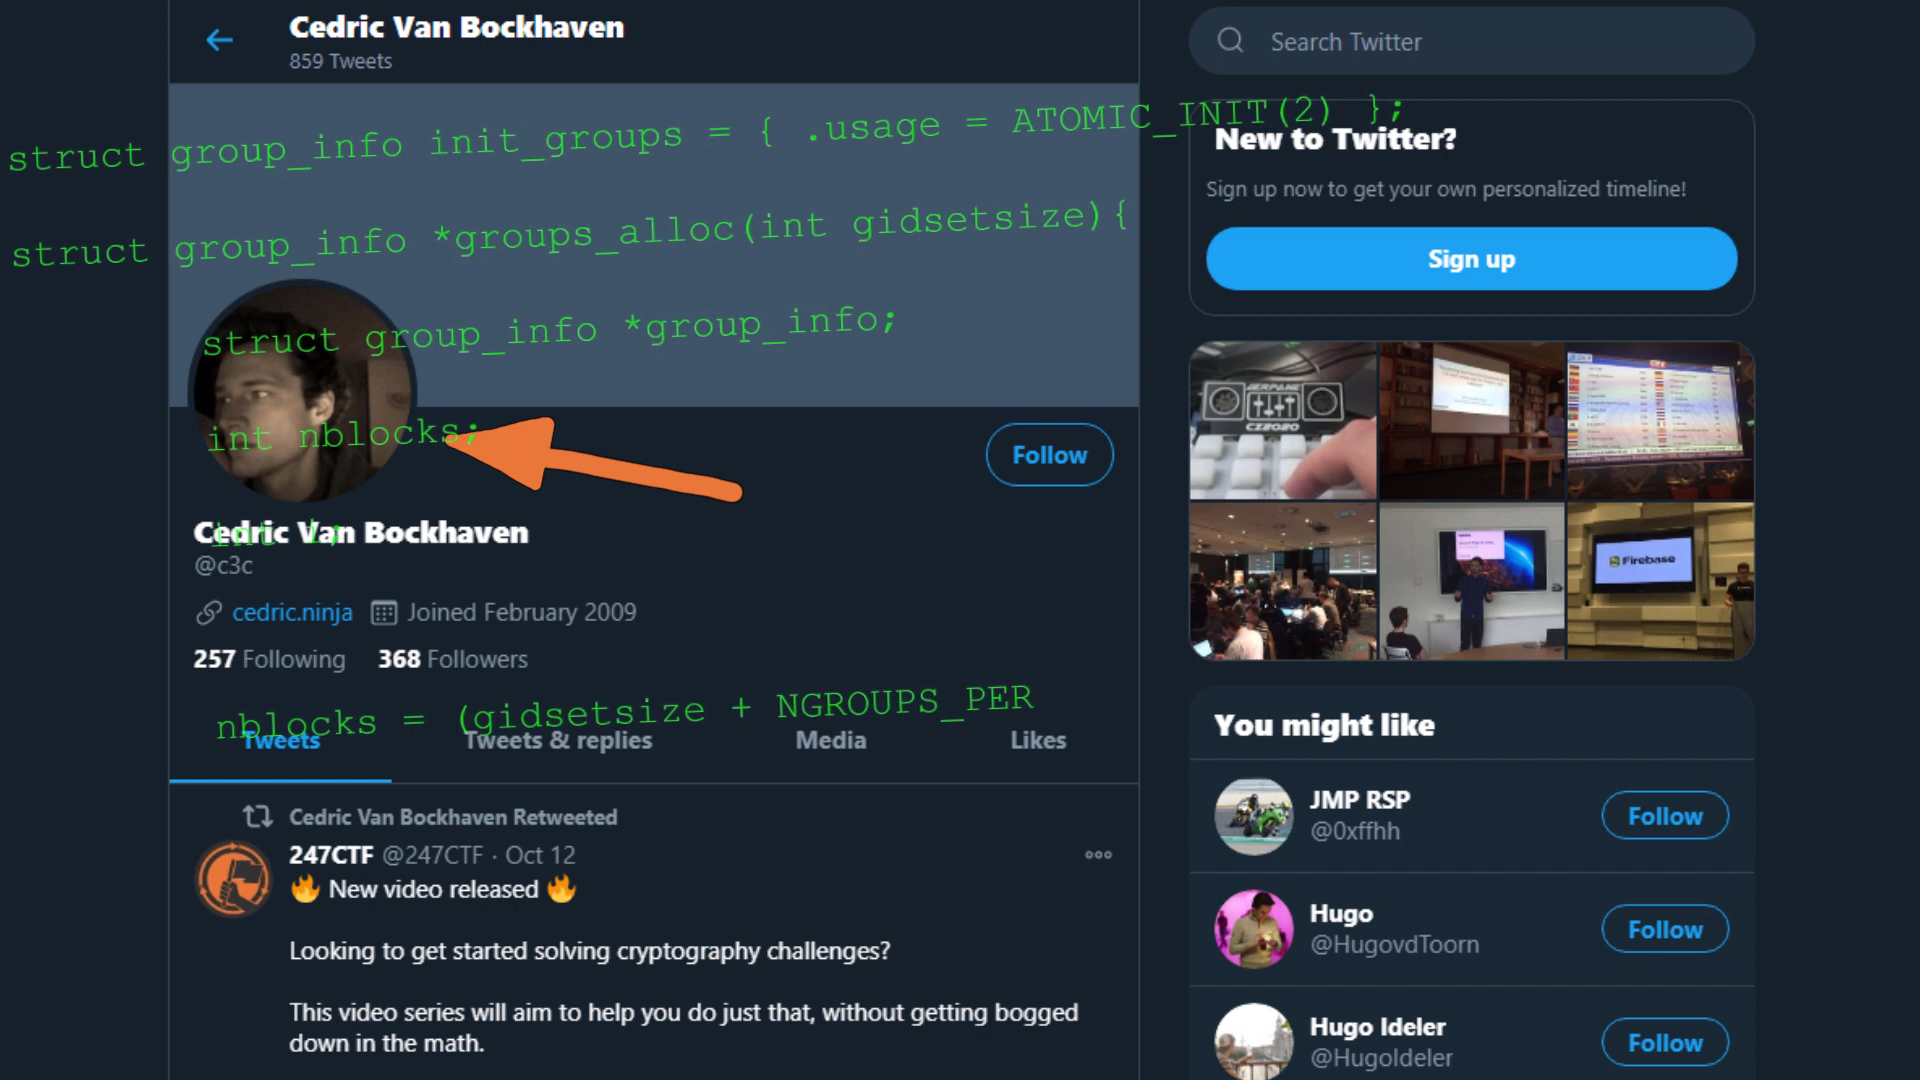 Cedric Van Bockhaven
859 Tweets
Search Twitter
struct group_info init_groups = { .usage = ATOMIC_INIT(2) };
New to Twitter?
Sign up now to get your own personalized timeline!
struct group_info *groups_alloc(int gidsetsize){
Sign up
struct group_info *group_info;
AERPANE
CZ2020
int nblocks;
Follow
int i;
Cedric Van Bockhaven
@c3c
Firebase
cedric.ninja Joined February 2009
257 Following 368 Followers
nblocks = (gidsetsize + NGROUPS_PER
Tweets Tweets & replies Media Likes
You might like
JMP RSP
@0xffhh
Follow
Cedric Van Bockhaven Retweeted
247CTF @247CTF · Oct 12
🔥 New video released 🔥
Hugo
@HugovdToorn
Follow
Looking to get started solving cryptography challenges?
This video series will aim to help you do just that, without getting bogged
down in the math.
Hugo Ideler
@HugoIdeler
Follow